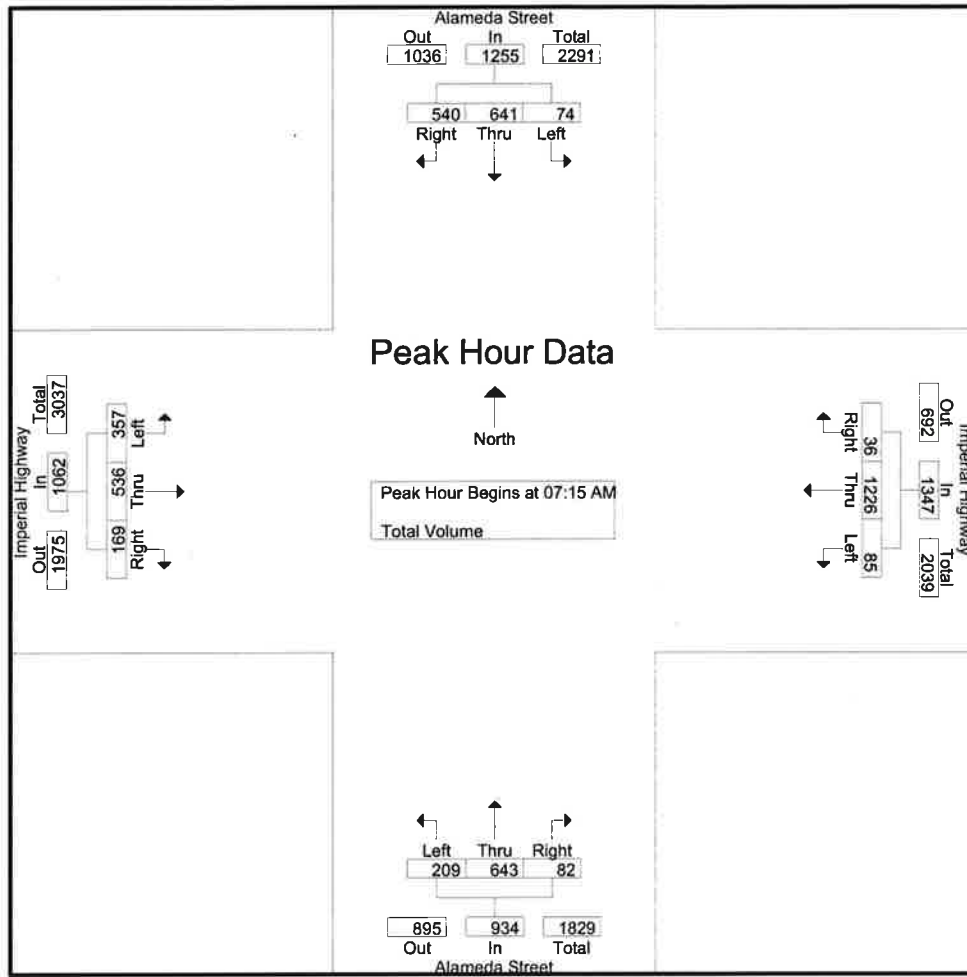 Alameda Street
Out In Total
1036 1255 2291
540 641 74
Right Thru Left
Peak Hour Data
North
Peak Hour Begins at 07:15 AM
Total Volume
Imperial Highway
Out In Total
1975 1062 3037
169 536 357
Right Thru Left
Imperial Highway
Out In Total
692 1347 2039
36 1226 85
Right Thru Left
Left Thru Right
209 643 82
895 934 1829
Out In Total
Alameda Street